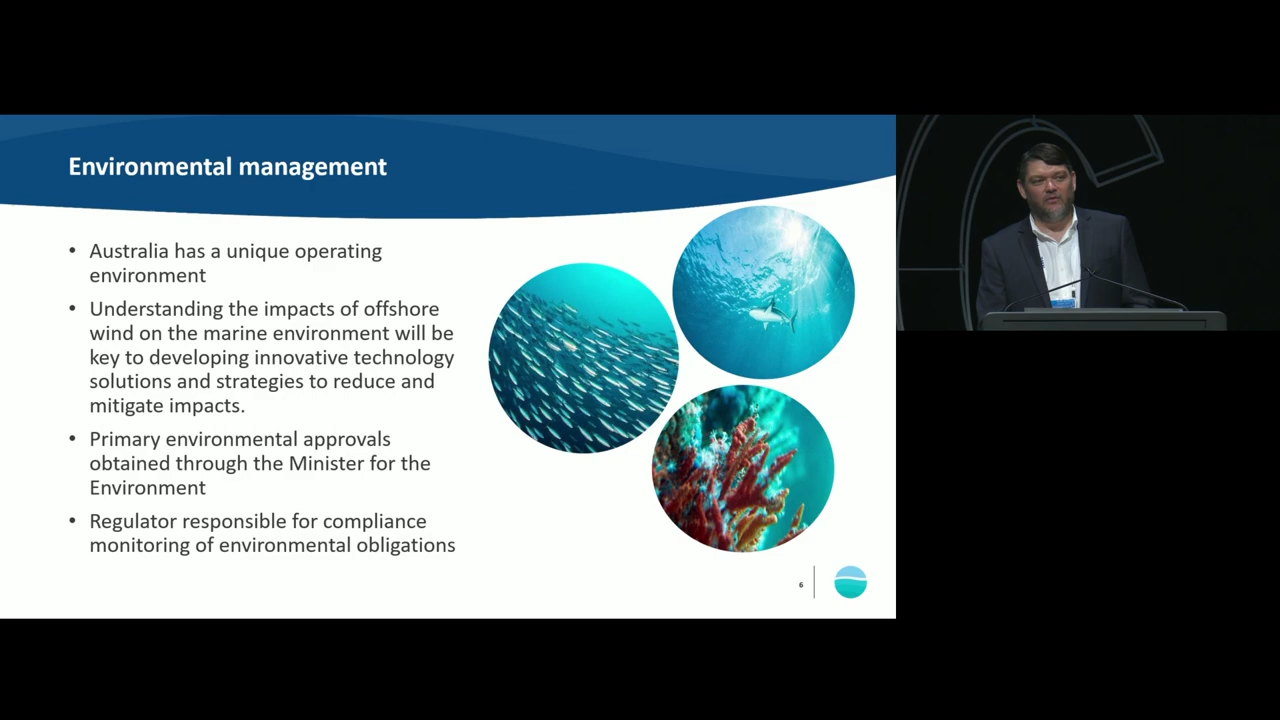 Environmental management
• Australia has a unique operating
environment
• Understanding the impacts of offshore
wind on the marine environment will be
key to developing innovative technology
solutions and strategies to reduce and
mitigate impacts.
• Primary environmental approvals
obtained through the Minister for the
Environment
• Regulator responsible for compliance
monitoring of environmental obligations
6